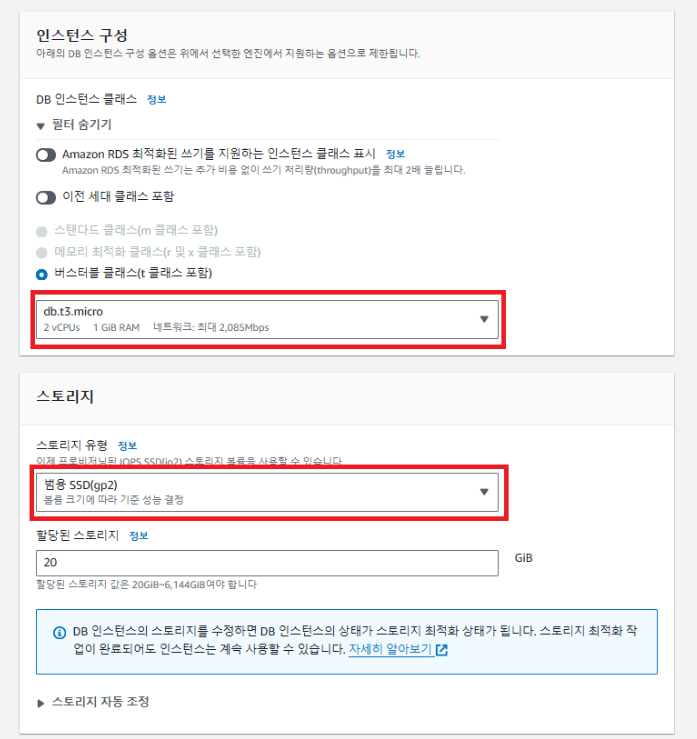 인스턴스 구성
아래의 DB 인스턴스 구성 옵션은 위에서 선택한 엔진에서 지원하는 옵션으로 제한됩니다.
DB 인스턴스 클래스 정보
▼ 필터 숨기기
Amazon RDS 최적화된 쓰기를 지원하는 인스턴스 클래스 표시 정보
Amazon RDS 최적화된 쓰기는 추가 비용 없이 쓰기 처리량(throughput)을 최대 2배 늘립니다.
이전 세대 클래스 포함
스탠다드 클래스(m 클래스 포함)
메모리 최적화 클래스(r 및 x 클래스 포함)
버스터블 클래스(t 클래스 포함)
db.t3.micro
2 vCPUs 1 GiB RAM 네트워크: 최대 2,085Mbps
스토리지
스토리지 유형 정보
이제 프로비저닝된 IOPS SSD(io2) 스토리지 볼륨을 사용할 수 있습니다.
범용 SSD(gp2)
볼륨 크기에 따라 기준 성능 결정
할당된 스토리지 정보
20 GiB
할당된 스토리지 값은 20GiB~6,144GiB여야 합니다
DB 인스턴스의 스토리지를 수정하면 DB 인스턴스의 상태가 스토리지 최적화 상태가 됩니다. 스토리지 최적화 작
업이 완료되어도 인스턴스는 계속 사용할 수 있습니다. 자세히 알아보기
▶ 스토리지 자동 조정